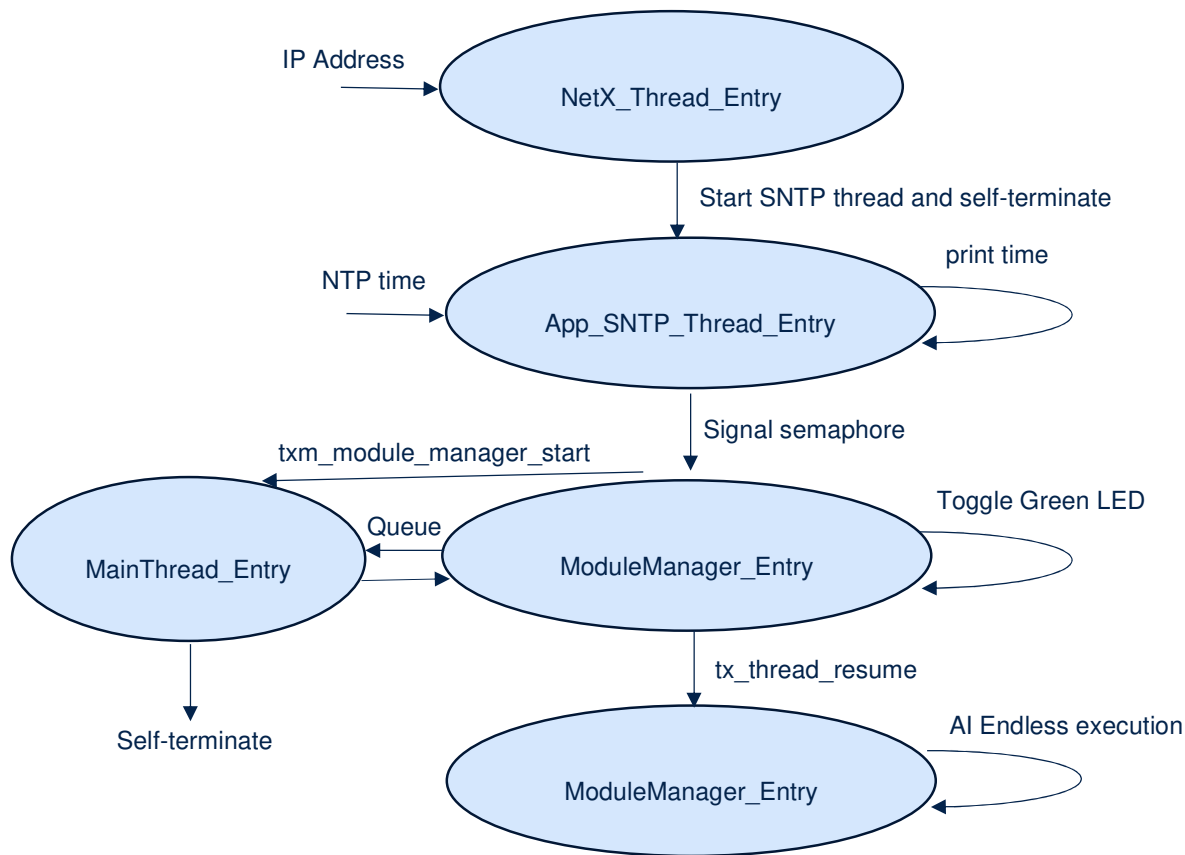 IP Address
NetX_Thread_Entry
Start SNTP thread and self-terminate
print time
NTP time
App_SNTP_Thread_Entry
Signal semaphore
txm_module_manager_start
Toggle Green LED
Queue
MainThread_Entry
ModuleManager_Entry
tx_thread_resume
AI Endless execution
Self-terminate
ModuleManager_Entry